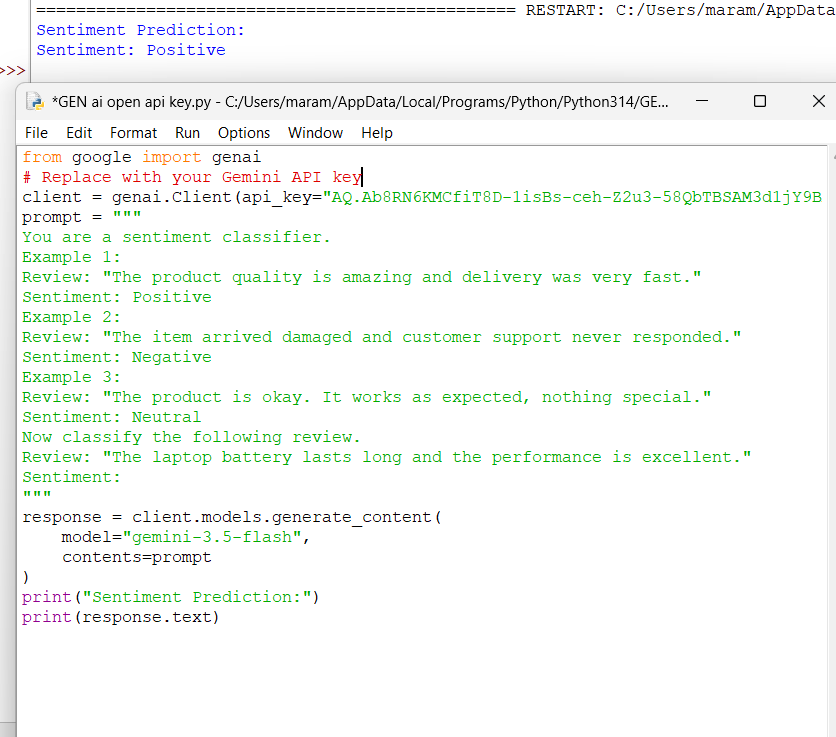 ================================================ RESTART: C:/Users/maram/AppData
Sentiment Prediction:
Sentiment: Positive
>>>
*GEN ai open api key.py - C:/Users/maram/AppData/Local/Programs/Python/Python314/GE...
File Edit Format Run Options Window Help
from google import genai
# Replace with your Gemini API key
client = genai.Client(api_key="AQ.Ab8RN6KMCfiT8D-1isBs-ceh-Z2u3-58QbTBSAM3d1jY9B
prompt = """
You are a sentiment classifier.
Example 1:
Review: "The product quality is amazing and delivery was very fast."
Sentiment: Positive
Example 2:
Review: "The item arrived damaged and customer support never responded."
Sentiment: Negative
Example 3:
Review: "The product is okay. It works as expected, nothing special."
Sentiment: Neutral
Now classify the following review.
Review: "The laptop battery lasts long and the performance is excellent."
Sentiment:
"""
response = client.models.generate_content(
    model="gemini-3.5-flash",
    contents=prompt
)
print("Sentiment Prediction:")
print(response.text)